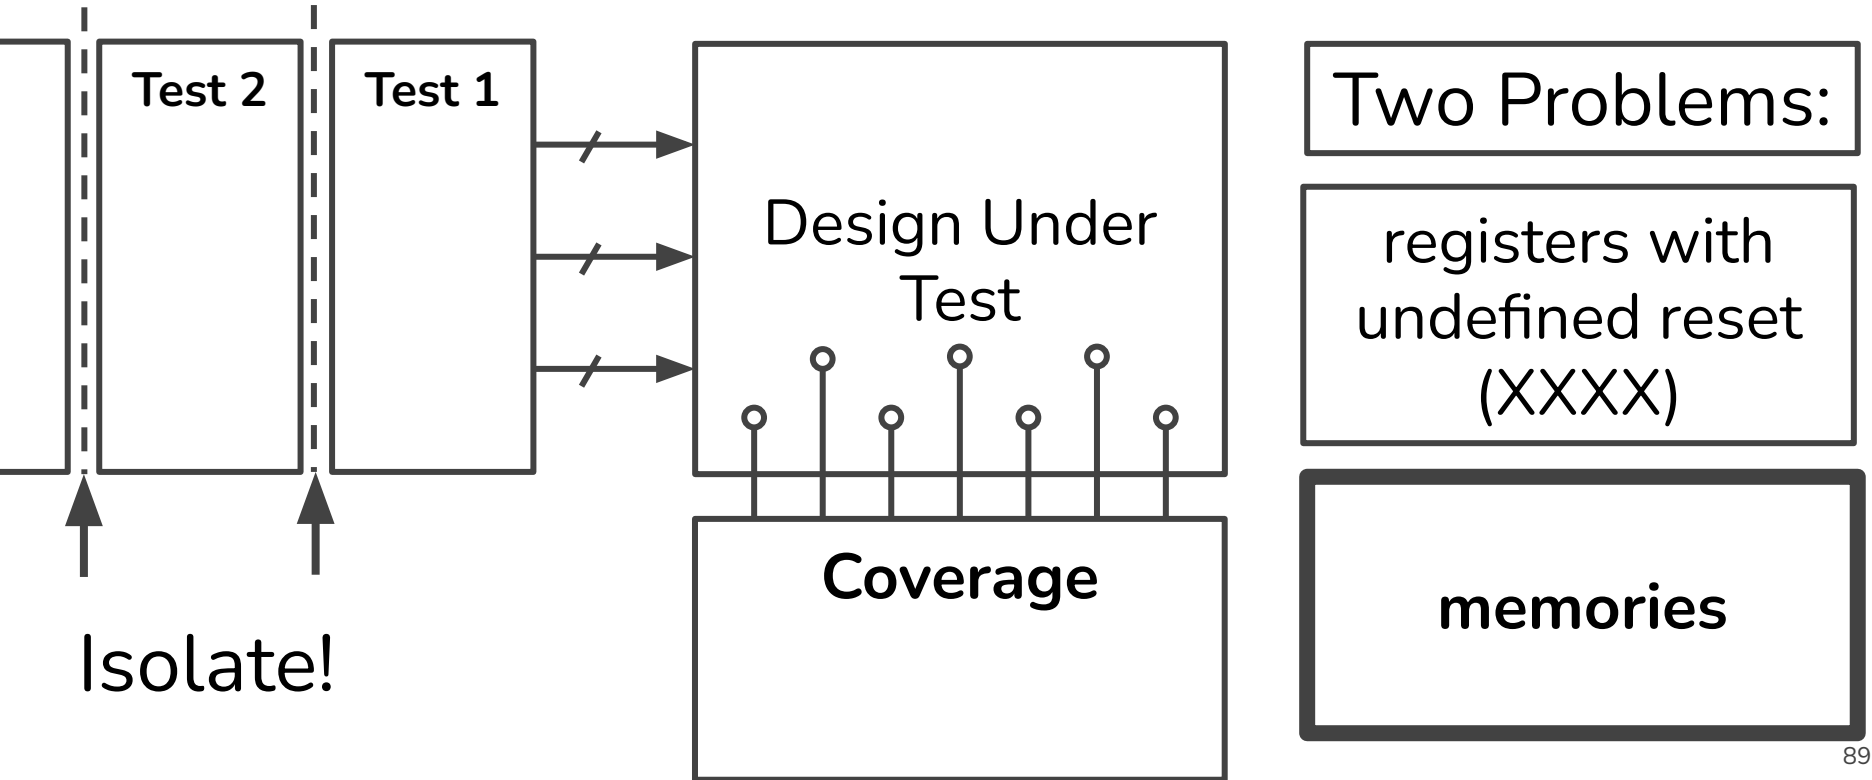 Test 2
Test 1
Design Under
Test
Coverage
Isolate!
Two Problems:
registers with
undefined reset
(XXXX)
memories
89